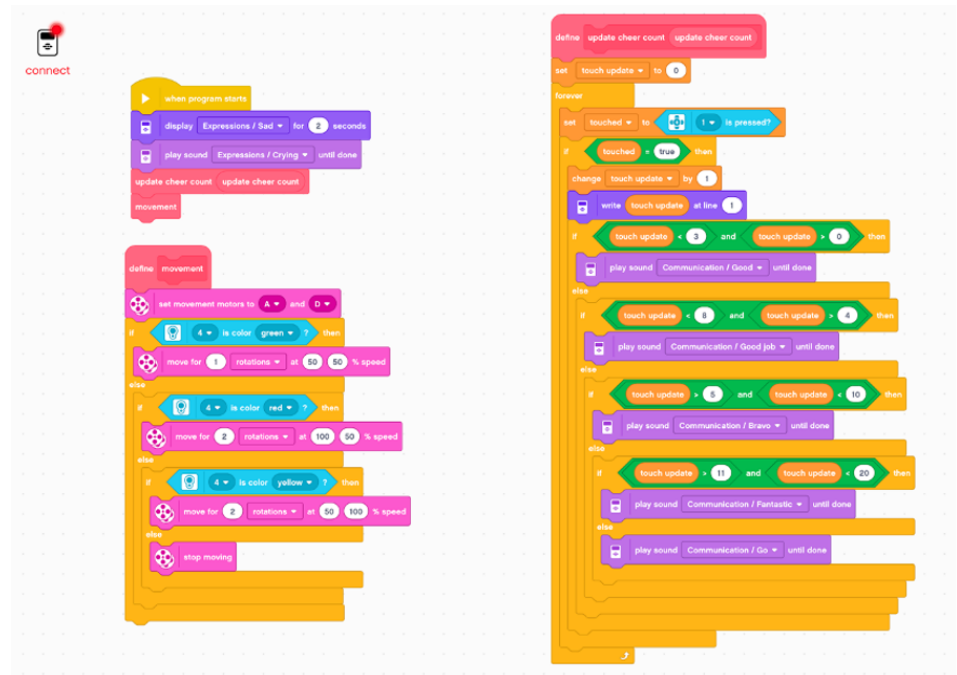 connect
when program starts
display Expressions / Sad for 2 seconds
play sound Expressions / Crying until done
update cheer count update cheer count
movement
define movement
set movement motors to A and D
if 4 is color green ? then
move for 1 rotations at 50 50 % speed
else
if 4 is color red ? then
move for 2 rotations at 100 50 % speed
else
if 4 is color yellow ? then
move for 2 rotations at 50 100 % speed
else
stop moving
define update cheer count update cheer count
set touch update to 0
forever
set touched to 1 is pressed?
if touched = true then
change touch update by 1
write touch update at line 1
if touch update < 3 and touch update > 0 then
play sound Communication / Good until done
else
if touch update < 8 and touch update > 4 then
play sound Communication / Good job until done
else
if touch update > 5 and touch update < 10 then
play sound Communication / Bravo until done
else
if touch update > 11 and touch update < 20 then
play sound Communication / Fantastic until done
else
play sound Communication / Go until done